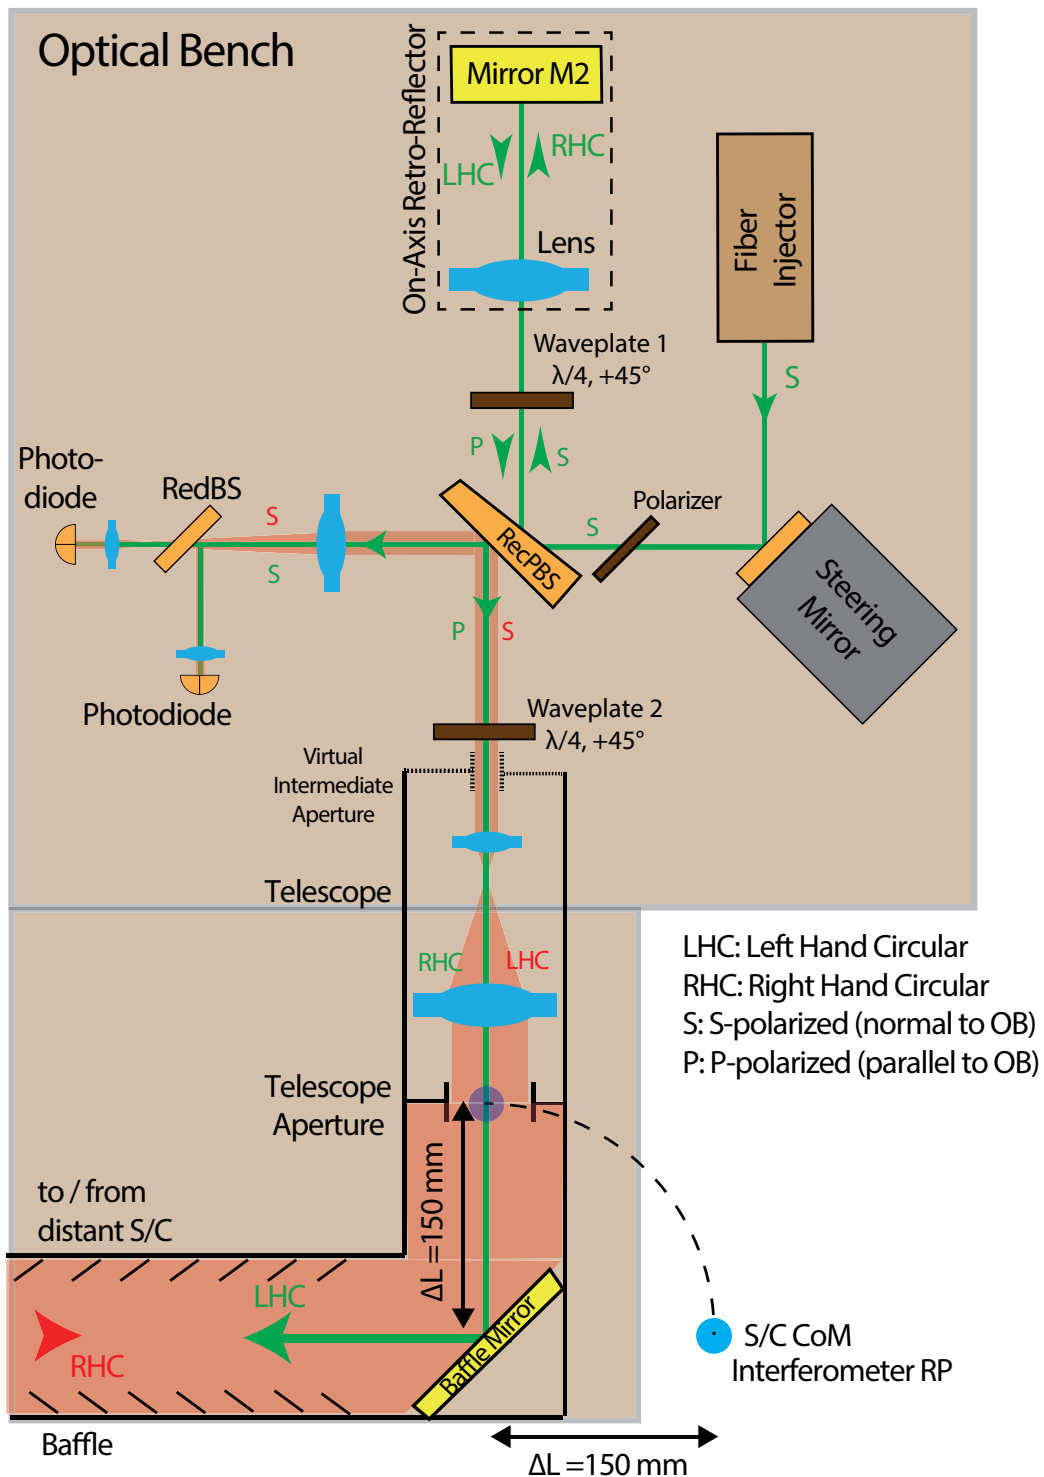 Optical Bench
On-Axis Retro-Reflector
Mirror M2
LHC
RHC
Lens
Fiber
Injector
S
Waveplate 1
λ/4, +45°
P
S
Photo-
diode
RedBS
S
S
RecPBS
S
Polarizer
Steering
Mirror
P
S
Photodiode
Waveplate 2
λ/4, +45°
Virtual
Intermediate
Aperture
Telescope
RHC
LHC
LHC: Left Hand Circular
RHC: Right Hand Circular
S: S-polarized (normal to OB)
P: P-polarized (parallel to OB)
Telescope
Aperture
ΔL =150 mm
to / from
distant S/C
LHC
RHC
Baffle Mirror
S/C CoM
Interferometer RP
Baffle
ΔL =150 mm